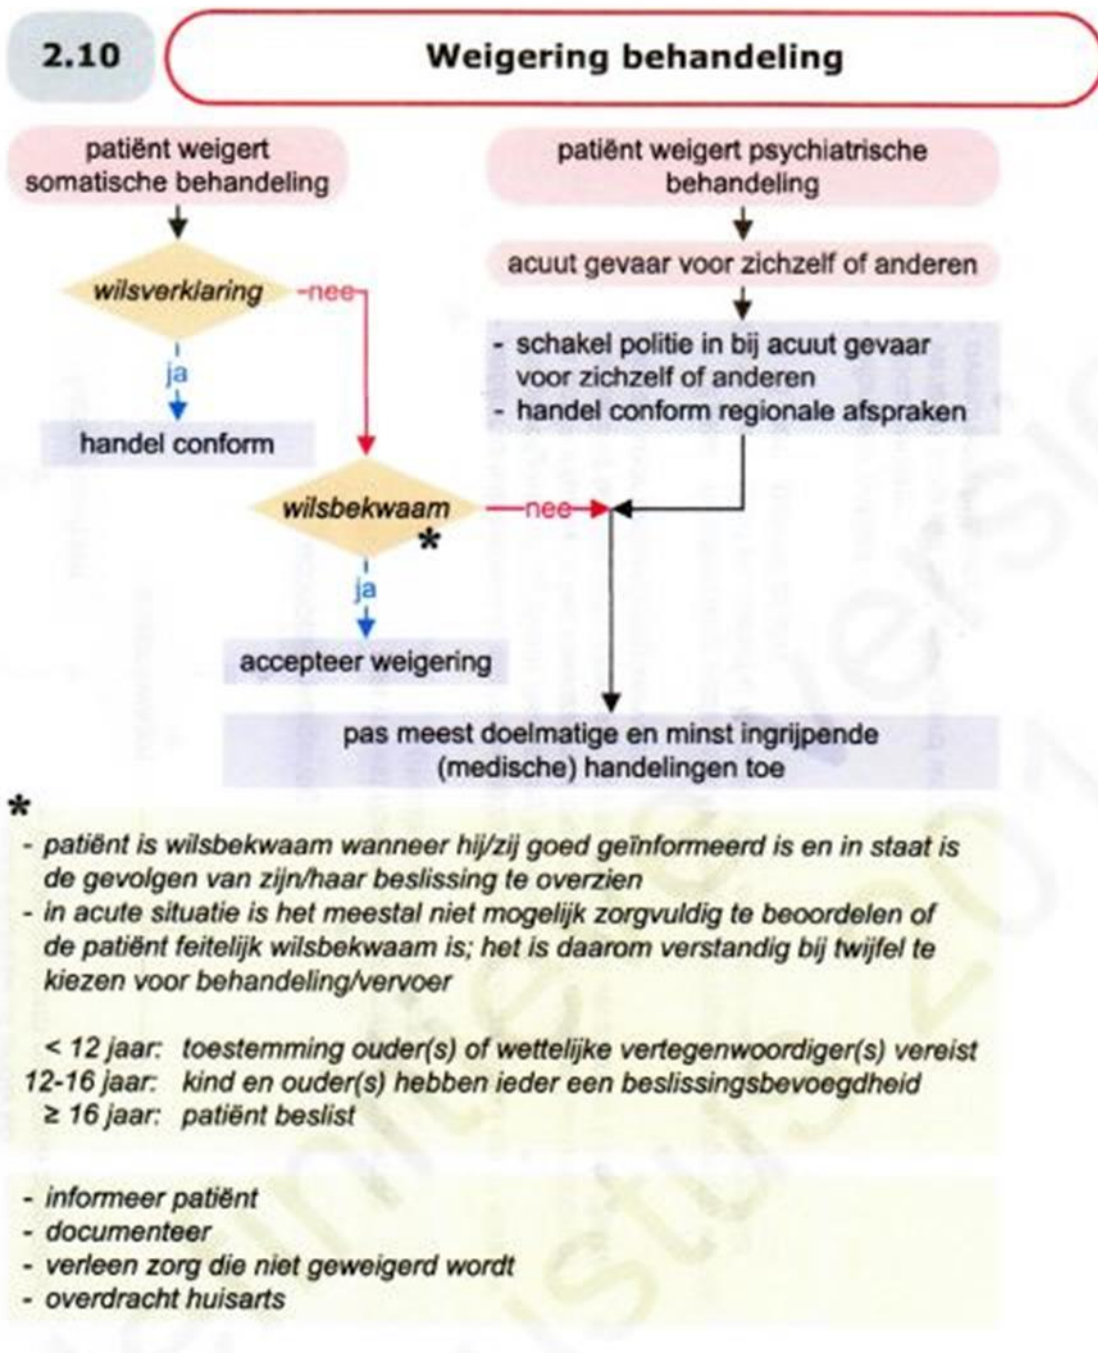 2.10
Weigering behandeling
patiënt weigert
somatische behandeling
wilsverklaring
nee
ja
handel conform
wilsbekwaam
*
nee
ja
accepteer weigering
patiënt weigert psychiatrische
behandeling
acuut gevaar voor zichzelf of anderen
- schakel politie in bij acuut gevaar
voor zichzelf of anderen
- handel conform regionale afspraken
pas meest doelmatige en minst ingrijpende
(medische) handelingen toe
*
- patiënt is wilsbekwaam wanneer hij/zij goed geïnformeerd is en in staat is
de gevolgen van zijn/haar beslissing te overzien
- in acute situatie is het meestal niet mogelijk zorgvuldig te beoordelen of
de patiënt feitelijk wilsbekwaam is; het is daarom verstandig bij twijfel te
kiezen voor behandeling/vervoer
< 12 jaar: toestemming ouder(s) of wettelijke vertegenwoordiger(s) vereist
12-16 jaar: kind en ouder(s) hebben ieder een beslissingsbevoegdheid
≥ 16 jaar: patiënt beslist
- informeer patiënt
- documenteer
- verleen zorg die niet geweigerd wordt
- overdracht huisarts